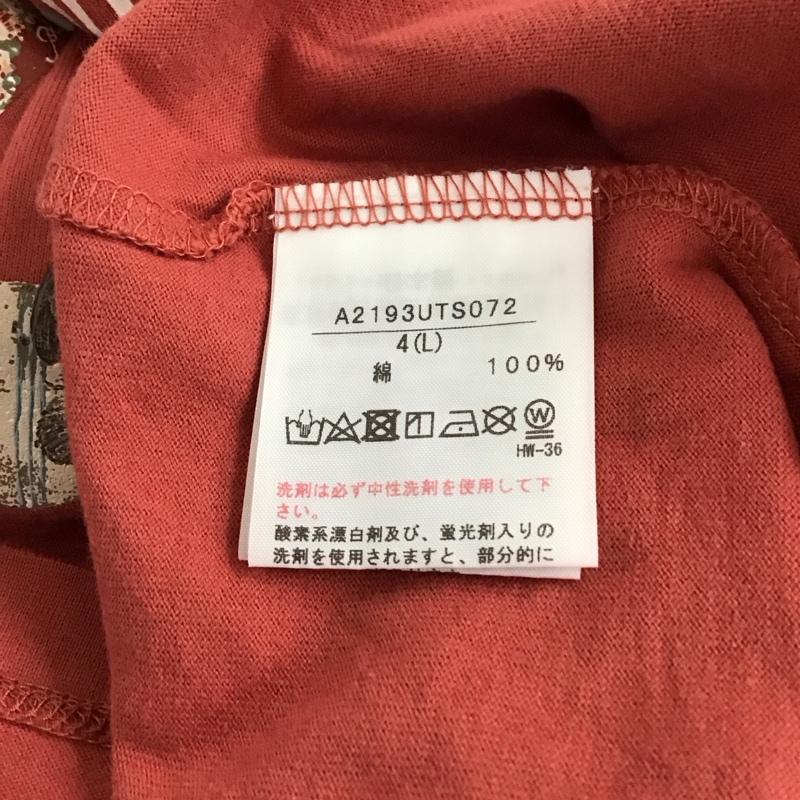 A2193UTS072
4(L)
綿 100%
W
HW-36
洗剤は必ず中性洗剤を使用して下
さい。
酸素系漂白剤及び、蛍光剤入りの
洗剤を使用されますと、部分的に